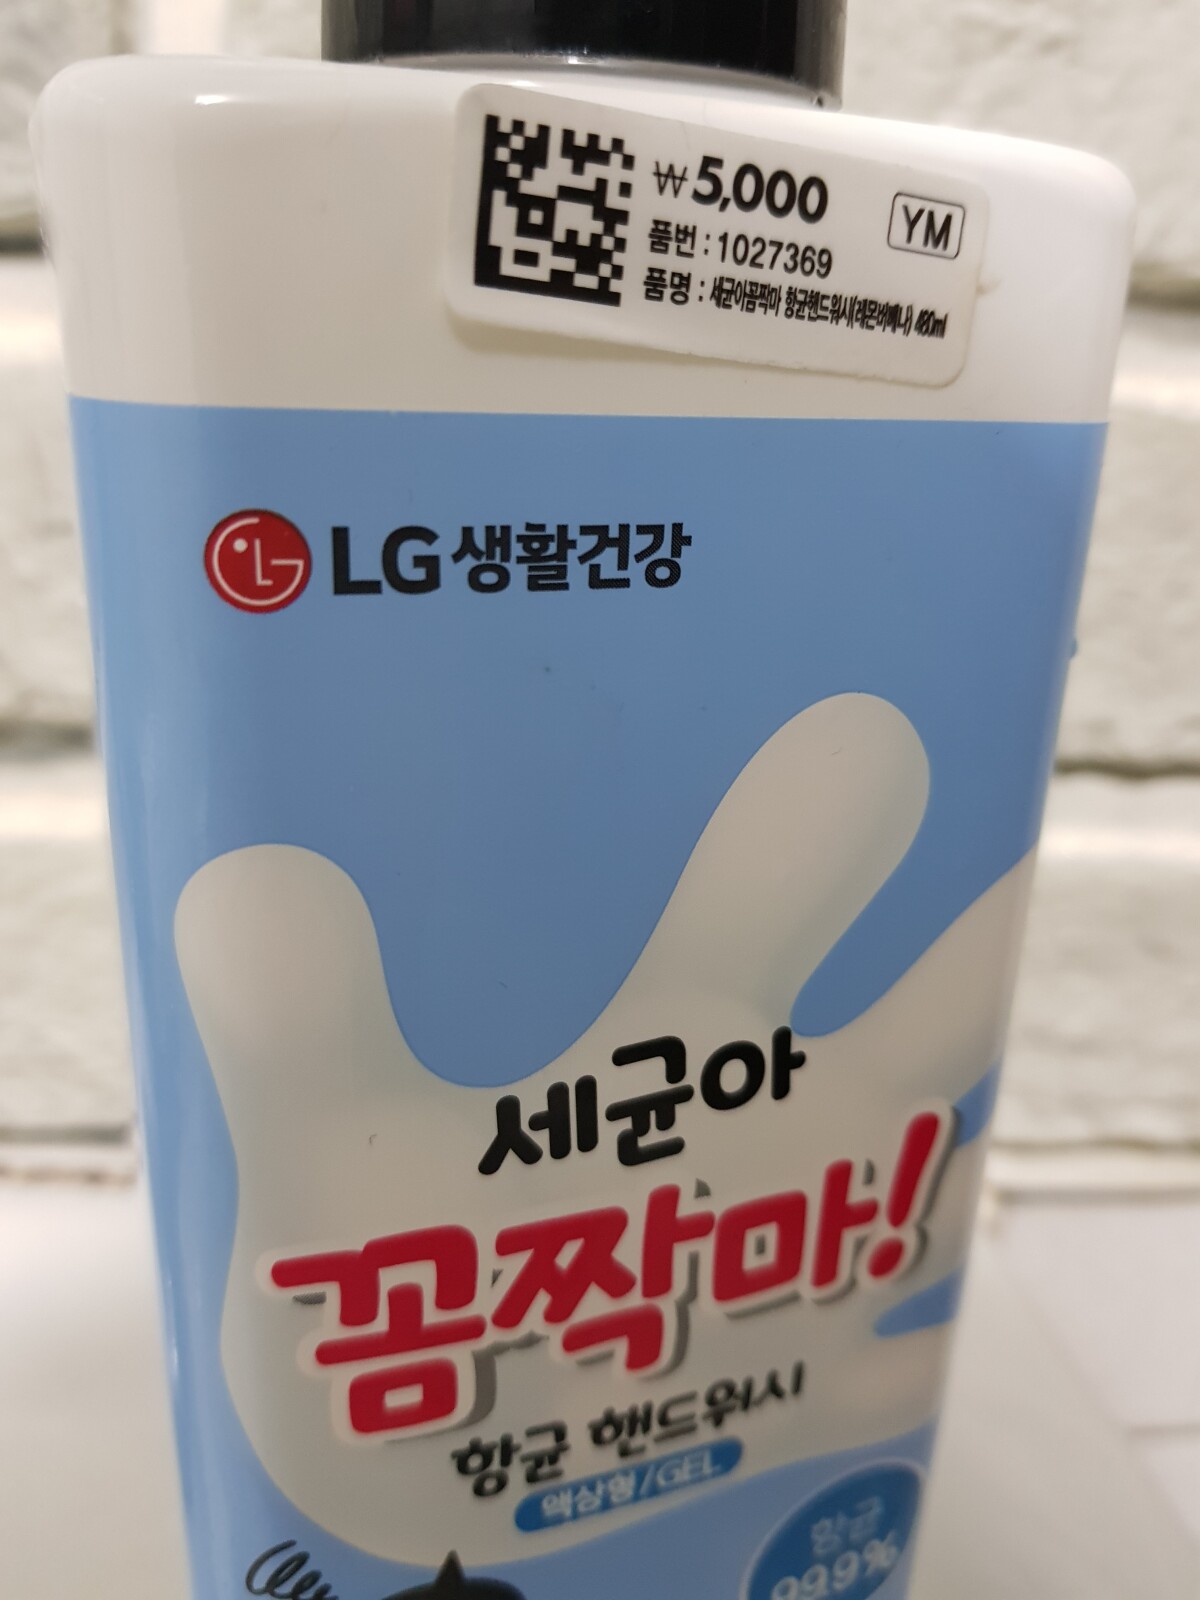 ₩5,000
YM
품번 : 1027369
품명 : 세균아꼼짝마 항균핸드워시(레몬버베나) 480ml
LG 생활건강
세균아
꼼짝마!
항균 핸드워시
액상형/GEL
항균
99.9%